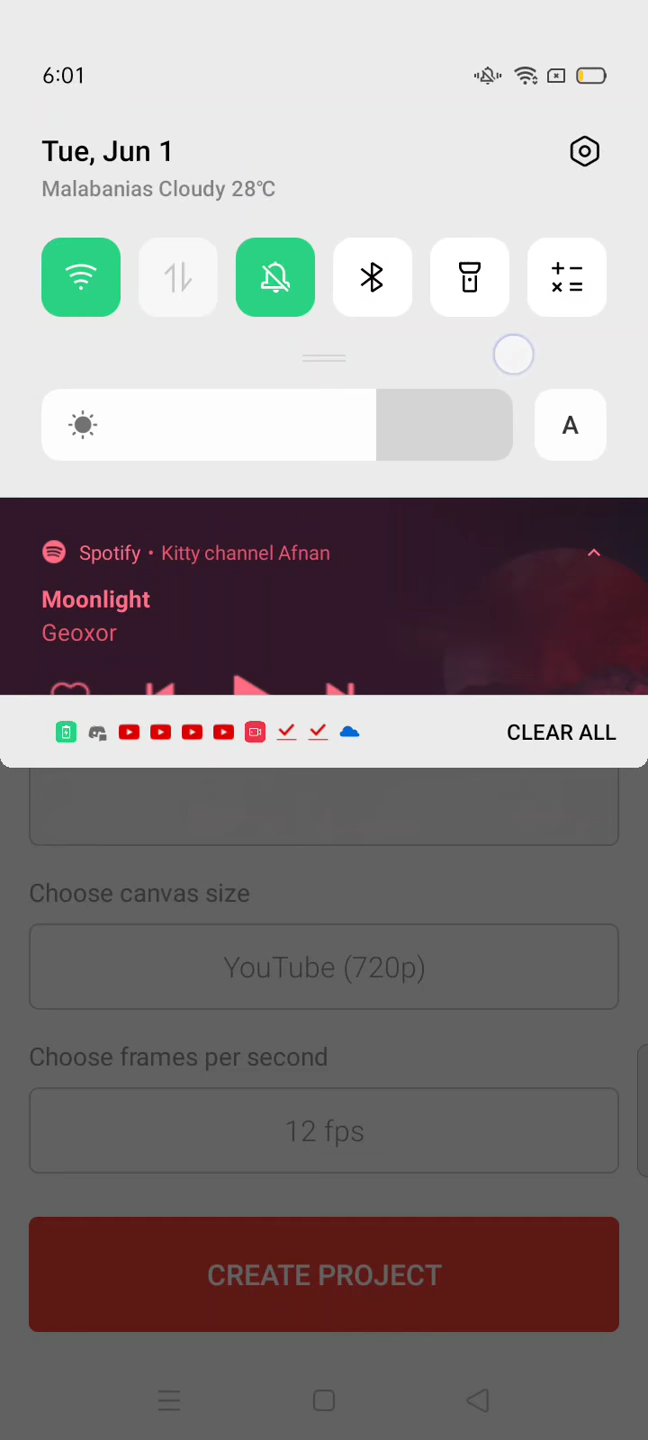 6:01
Tue, Jun 1
Malabanias Cloudy 28℃
A
Spotify • Kitty channel Afnan
Moonlight
Geoxor
CLEAR ALL
Choose canvas size
YouTube (720p)
Choose frames per second
12 fps
CREATE PROJECT